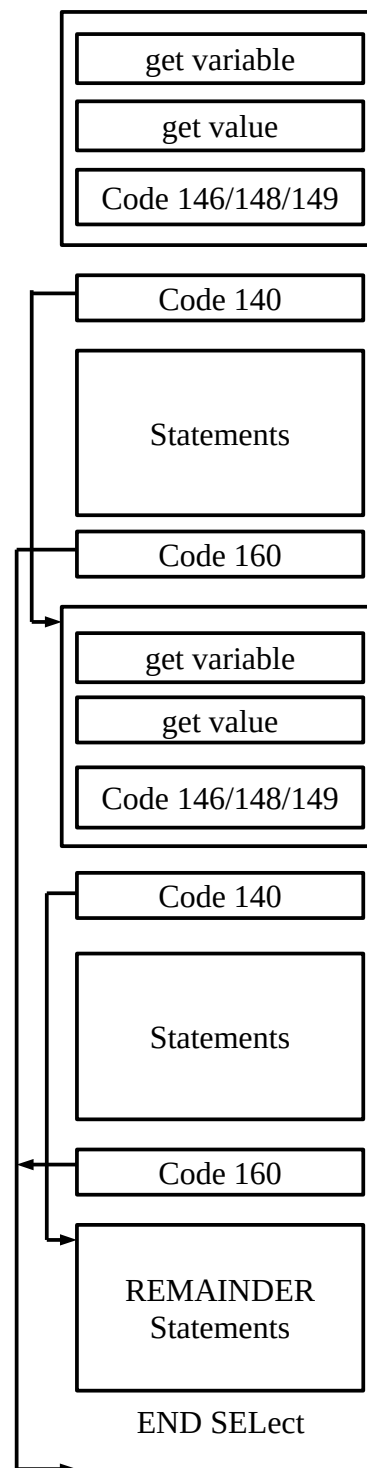 get variable
get value
Code 146/148/149
Code 140
Statements
Code 160
get variable
get value
Code 146/148/149
Code 140
Statements
Code 160
REMAINDER
Statements
END SELect